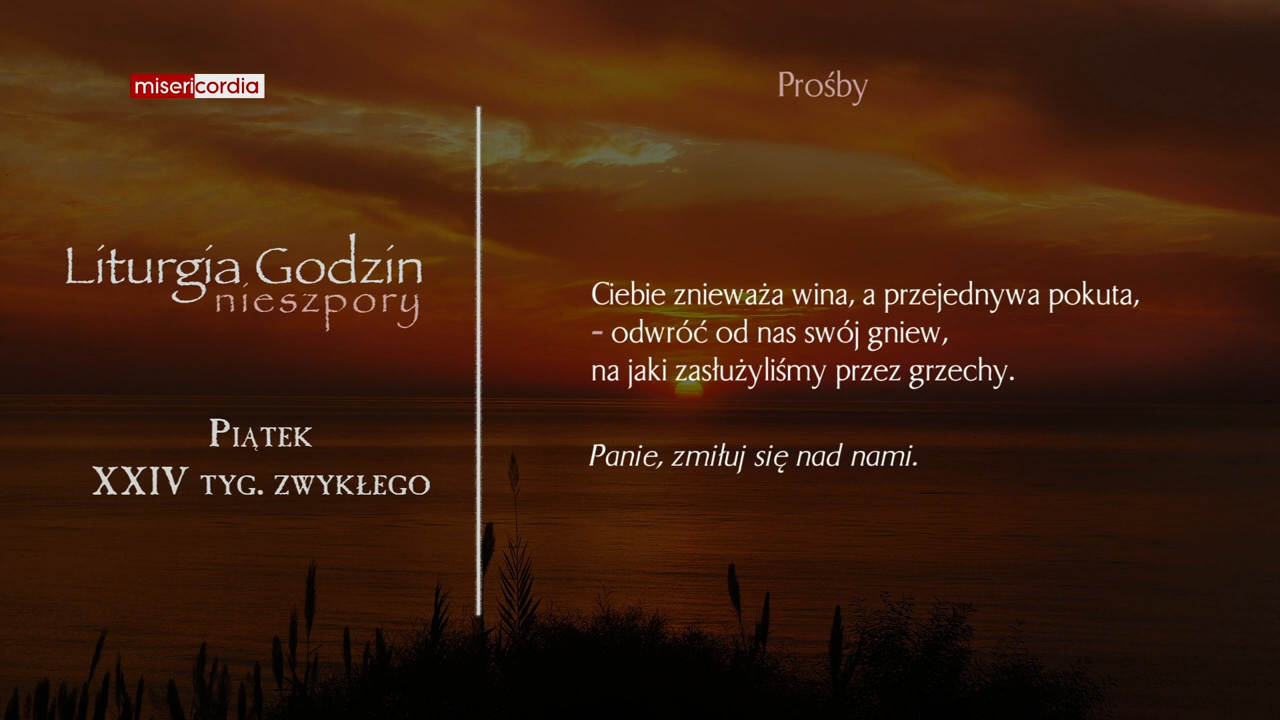 misericordia
Prośby
Liturgia Godzin
nieszpory
Piątek
XXIV tyg. zwykłego
Ciebie znieważa wina, a przejednywa pokuta,
- odwróć od nas swój gniew,
na jaki zasłużyliśmy przez grzechy.
Panie, zmiłuj się nad nami.